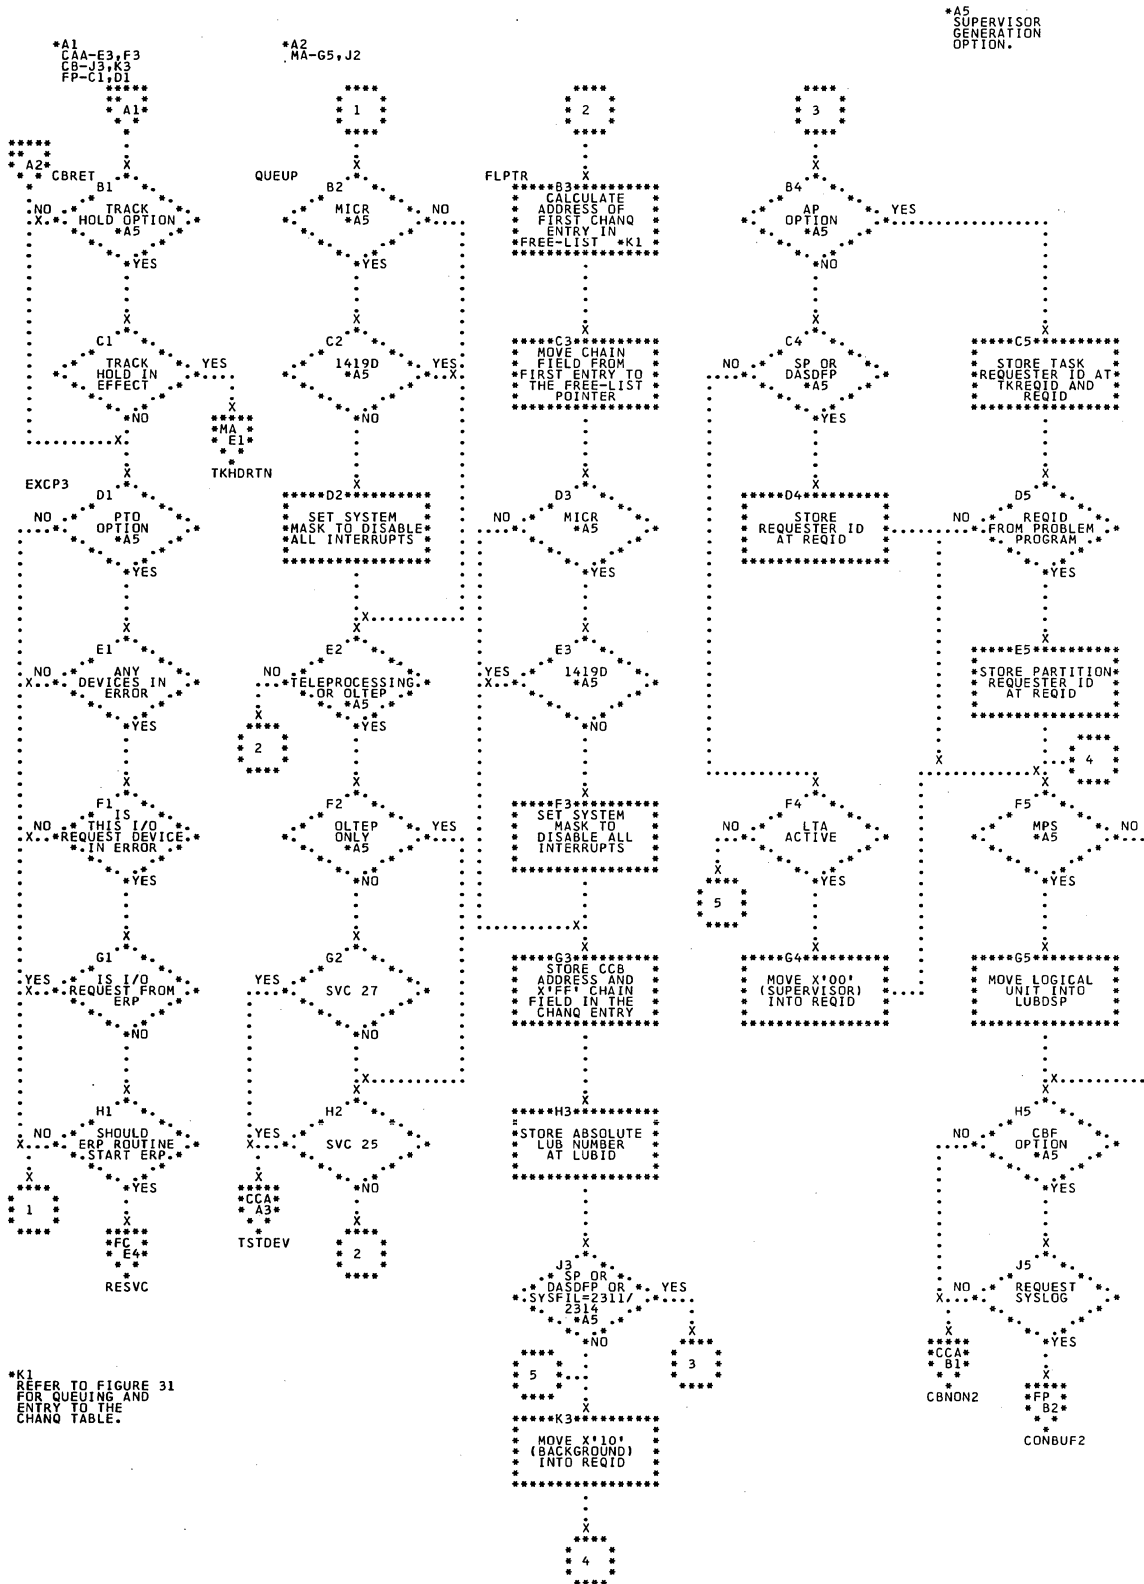 *A1
CAA-E3,F3
CB-J3,K3
FP-C1,D1
*A2
MA-G5,J2
*A5
SUPERVISOR
GENERATION
OPTION.
A1
1
2
3
A2
CBRET
B1
TRACK
HOLD OPTION
*A5
NO
YES
C1
TRACK
HOLD IN
EFFECT
YES
NO
MA
E1
TKHDRTN
EXCP3
D1
PTO
OPTION
*A5
NO
YES
E1
ANY
DEVICES IN
ERROR
NO
YES
F1
IS
THIS I/O
REQUEST DEVICE
IN ERROR
NO
YES
G1
IS I/O
REQUEST FROM
ERP
YES
NO
H1
SHOULD
ERP ROUTINE
START ERP
NO
YES
1
FC
E4
RESVC
QUEUP
B2
MICR
*A5
NO
YES
C2
1419D
*A5
YES
NO
D2
SET SYSTEM
MASK TO DISABLE
ALL INTERRUPTS
E2
TELEPROCESSING
OR OLTEP
*A5
NO
YES
2
F2
OLTEP
ONLY
*A5
YES
NO
G2
SVC 27
YES
NO
H2
SVC 25
YES
NO
CCA
A3
TSTDEV
2
FLPTR
B3
CALCULATE
ADDRESS OF
FIRST CHANQ
ENTRY IN
FREE-LIST *K1
C3
MOVE CHAIN
FIELD FROM
FIRST ENTRY TO
THE FREE-LIST
POINTER
D3
MICR
*A5
NO
YES
E3
1419D
*A5
YES
NO
F3
SET SYSTEM
MASK TO
DISABLE ALL
INTERRUPTS
G3
STORE CCB
ADDRESS AND
X'FF' CHAIN
FIELD IN THE
CHANQ ENTRY
H3
STORE ABSOLUTE
LUB NUMBER
AT LUBID
J3
SP OR
DASDFP OR
SYSFIL=2311/
2314
*A5
YES
NO
5
3
K3
MOVE X'10'
(BACKGROUND)
INTO REQID
4
B4
AP
OPTION
*A5
YES
NO
C4
SP OR
DASDFP
*A5
NO
YES
D4
STORE
REQUESTER ID
AT REQID
F4
LTA
ACTIVE
NO
YES
5
G4
MOVE X'00'
(SUPERVISOR)
INTO REQID
C5
STORE TASK
REQUESTER ID AT
TKREQID AND
REQID
D5
REQID
FROM PROBLEM
PROGRAM
NO
YES
E5
STORE PARTITION
REQUESTER ID
AT REQID
4
F5
MPS
*A5
NO
YES
G5
MOVE LOGICAL
UNIT INTO
LUBDSP
H5
CBF
OPTION
*A5
NO
YES
J5
REQUEST
SYSLOG
NO
YES
CCA
B1
CBNON2
FP
B2
CONBUF2
*K1
REFER TO FIGURE 31
FOR QUEUING AND
ENTRY TO THE
CHANQ TABLE.